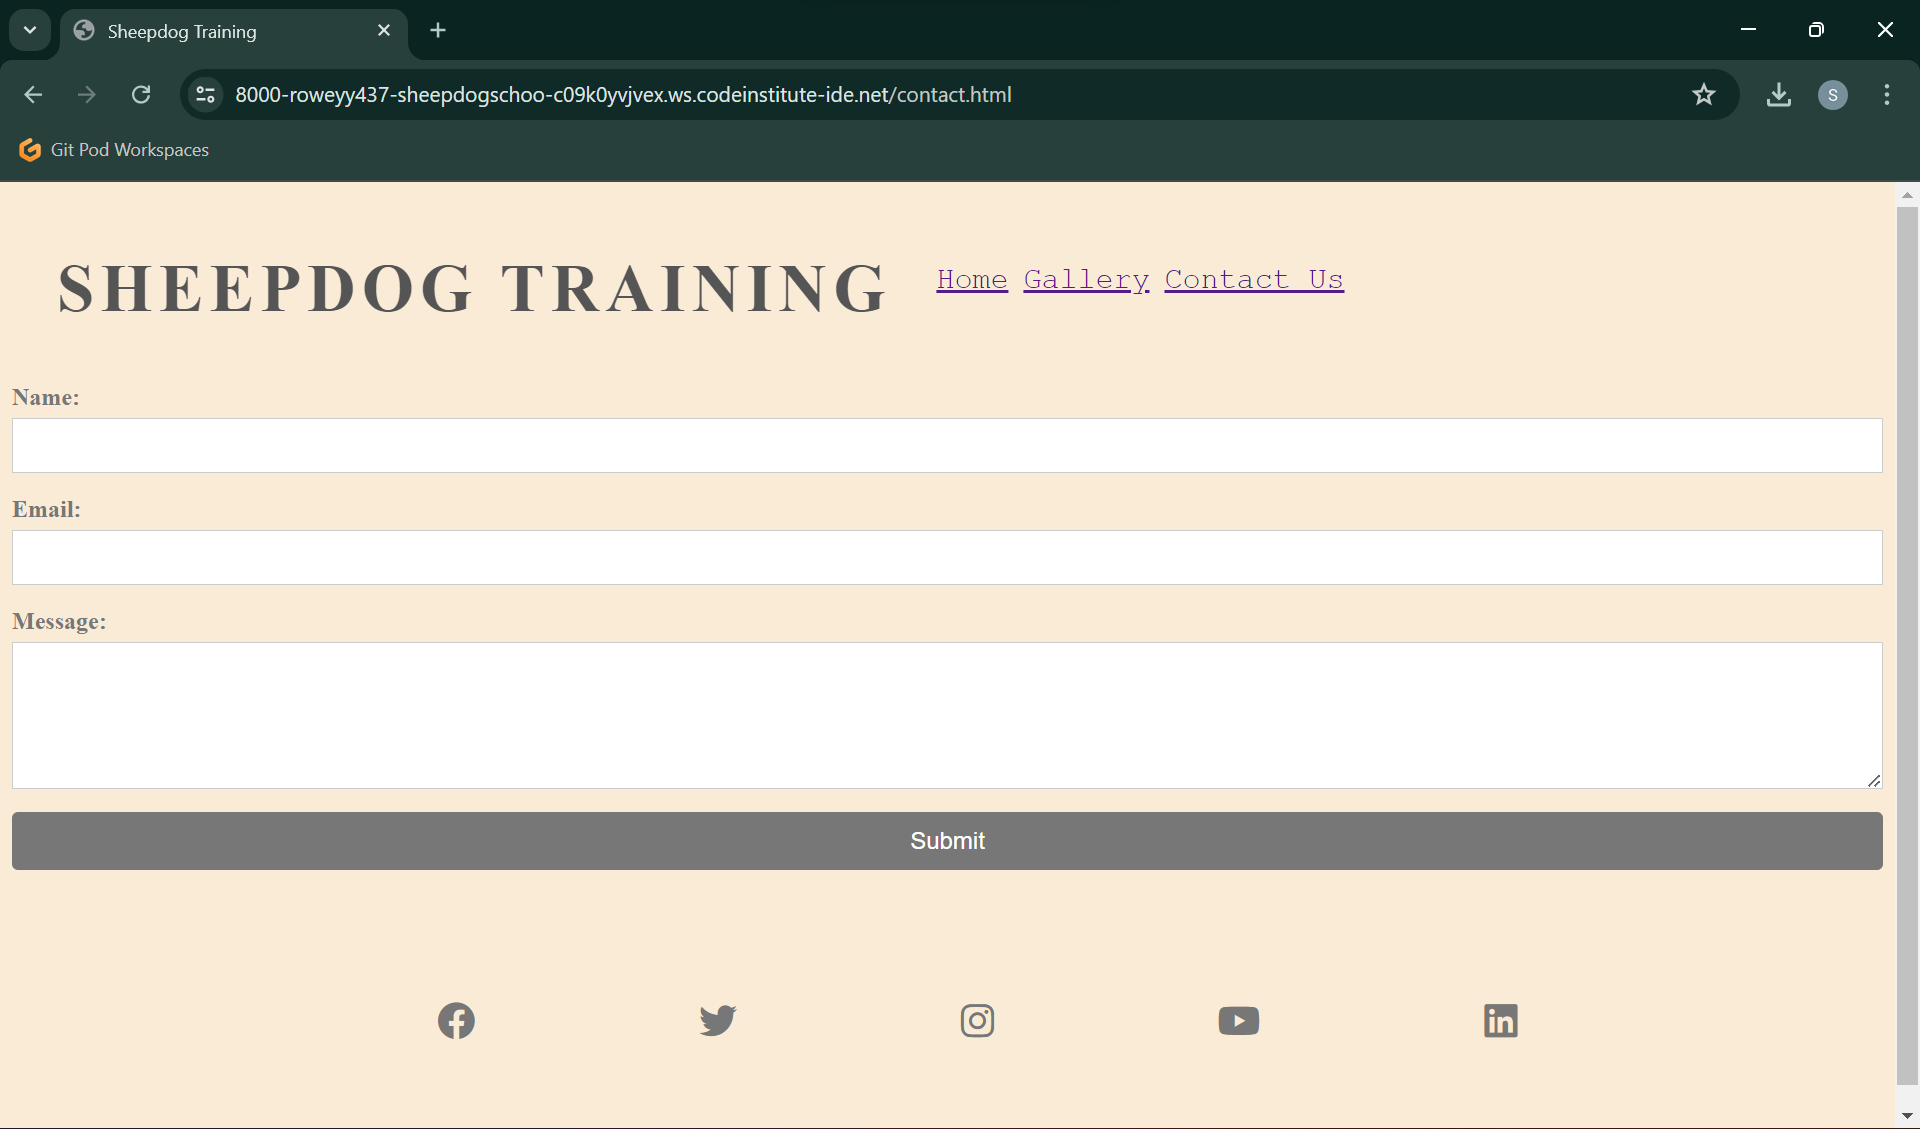 Sheepdog Training
8000-roweyy437-sheepdogschoo-c09k0yvjvex.ws.codeinstitute-ide.net/contact.html
S
Git Pod Workspaces
SHEEPDOG TRAINING
Home Gallery Contact Us
Name:
Email:
Message:
Submit